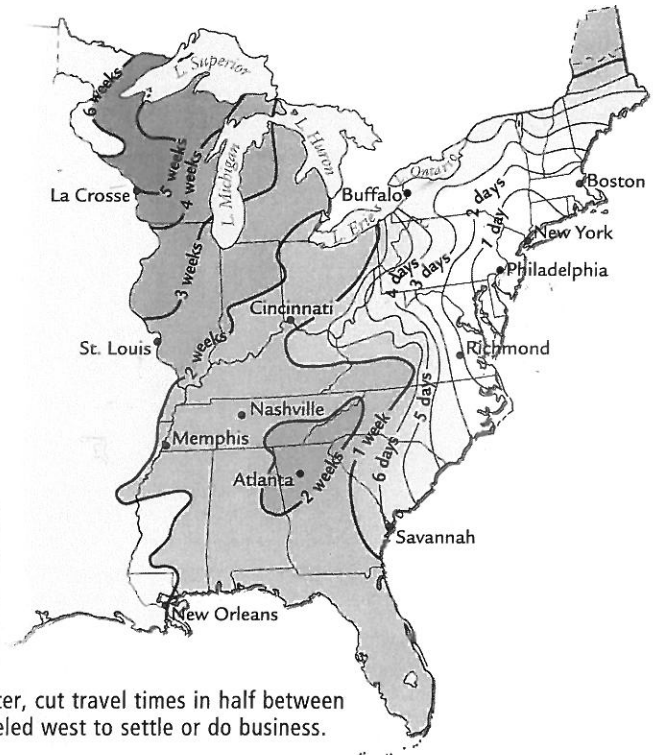 6 weeks
L. Superior
5 weeks
4 weeks
L. Michigan
L. Huron
L. Ontario
L. Erie
La Crosse
Buffalo
Boston
2 days
1 day
New York
4 days
3 days
Philadelphia
3 weeks
Cincinnati
St. Louis
2 weeks
Richmond
Nashville
5 days
Memphis
1 week
6 days
Atlanta
2 weeks
Savannah
New Orleans
ter, cut travel times in half between
eled west to settle or do business.